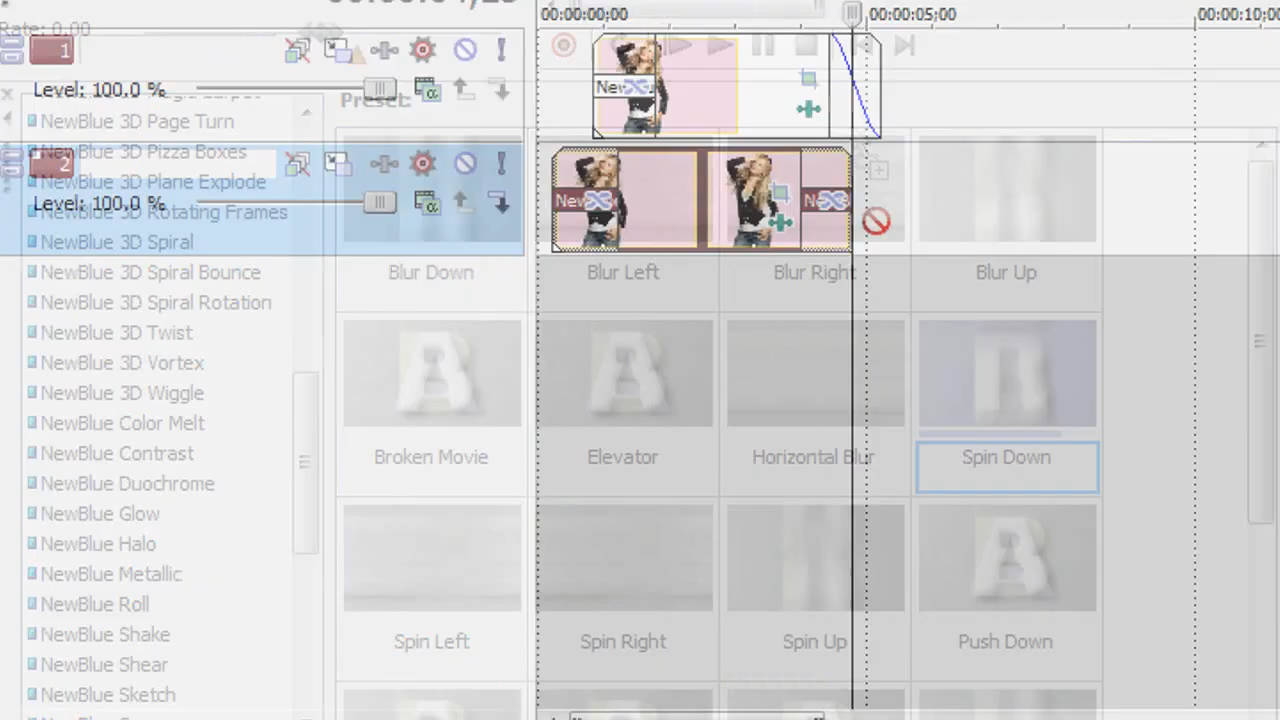 00:00:00;00
00:00:05;00
00:00:10;00
Rate: 0,00
1
Level: 100,0 %
Preset:
NewBlue 3D Page Turn
NewBlue 3D Pizza Boxes
2
NewBlue 3D Plane Explode
Level: 100,0 %
NewBlue 3D Rotating Frames
NewBlue 3D Spiral
NewBlue 3D Spiral Bounce
NewBlue 3D Spiral Rotation
NewBlue 3D Twist
NewBlue 3D Vortex
NewBlue 3D Wiggle
NewBlue Color Melt
NewBlue Contrast
NewBlue Duochrome
NewBlue Glow
NewBlue Halo
NewBlue Metallic
NewBlue Roll
NewBlue Shake
NewBlue Shear
NewBlue Sketch
Blur Down
Blur Left
Blur Right
Blur Up
Broken Movie
Elevator
Horizontal Blur
Spin Down
Spin Left
Spin Right
Spin Up
Push Down